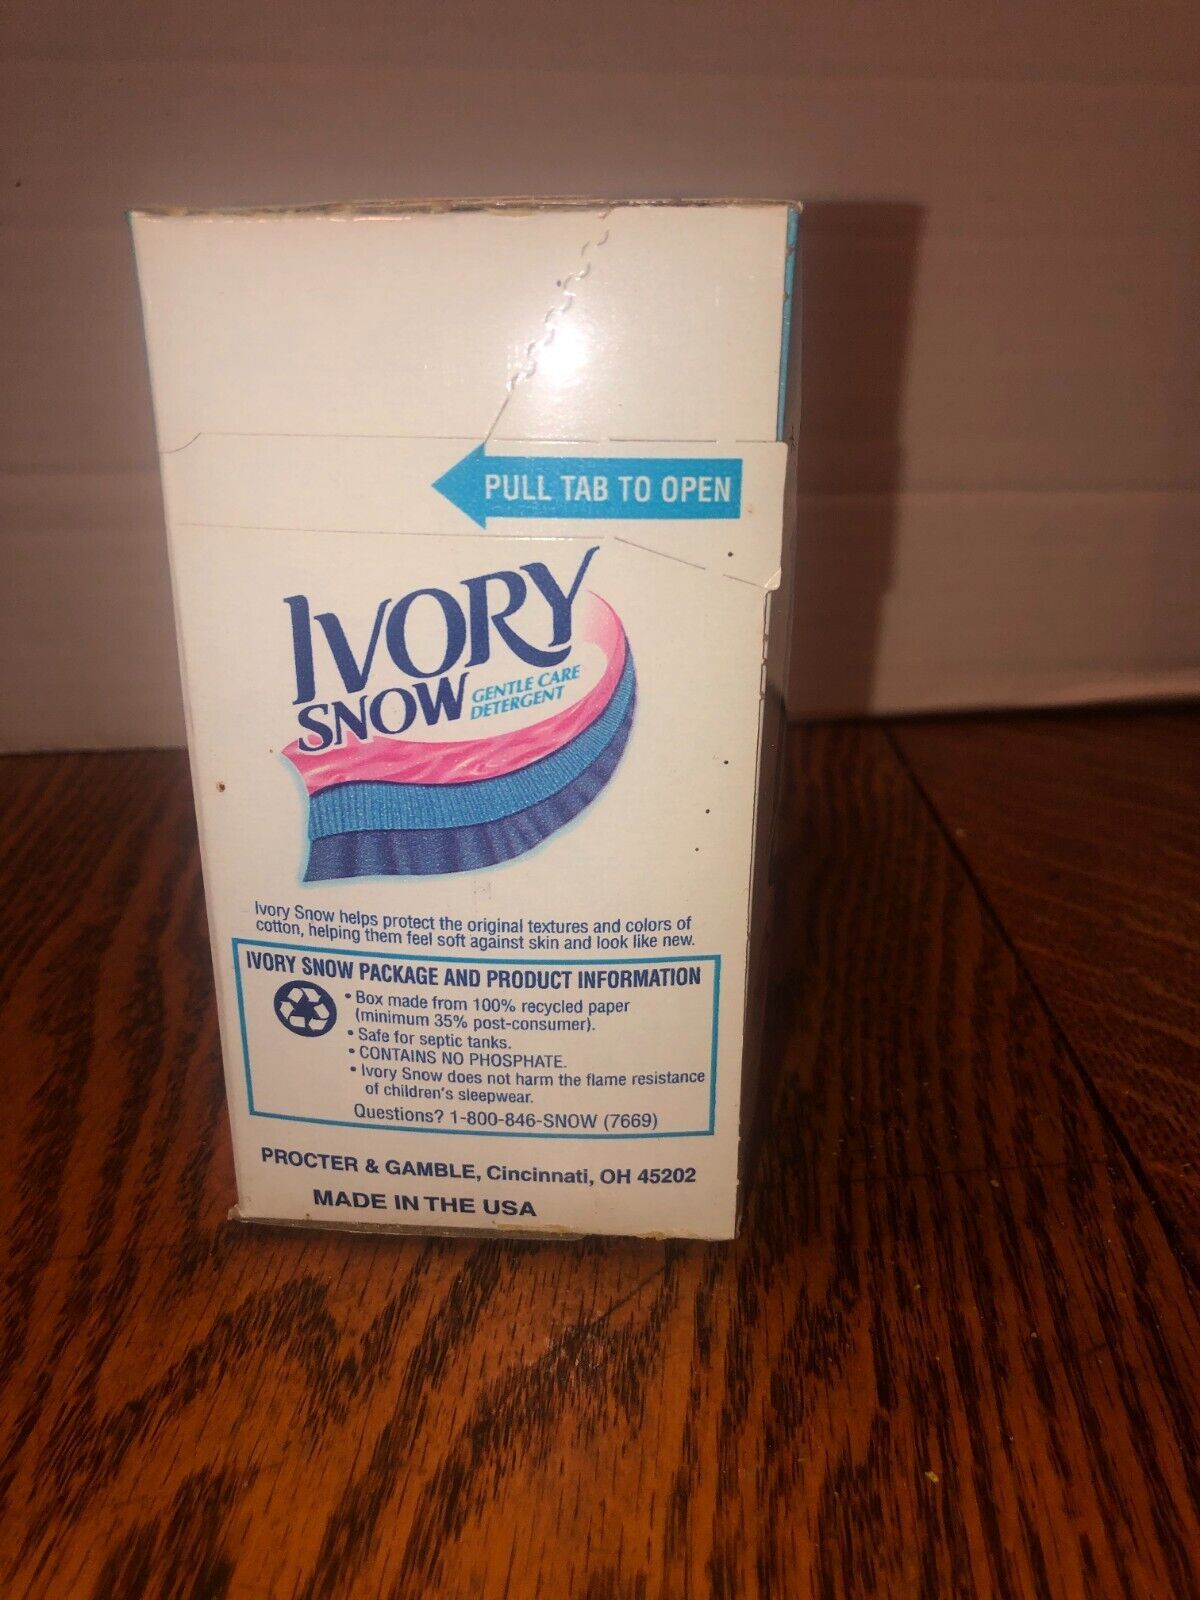 PULL TAB TO OPEN
IVORY
SNOW
GENTLE CARE
DETERGENT
Ivory Snow helps protect the original textures and colors of
cotton, helping them feel soft against skin and look like new.
IVORY SNOW PACKAGE AND PRODUCT INFORMATION
• Box made from 100% recycled paper
(minimum 35% post-consumer).
• Safe for septic tanks.
• CONTAINS NO PHOSPHATE.
• Ivory Snow does not harm the flame resistance
of children's sleepwear.
Questions? 1-800-846-SNOW (7669)
PROCTER & GAMBLE, Cincinnati, OH 45202
MADE IN THE USA